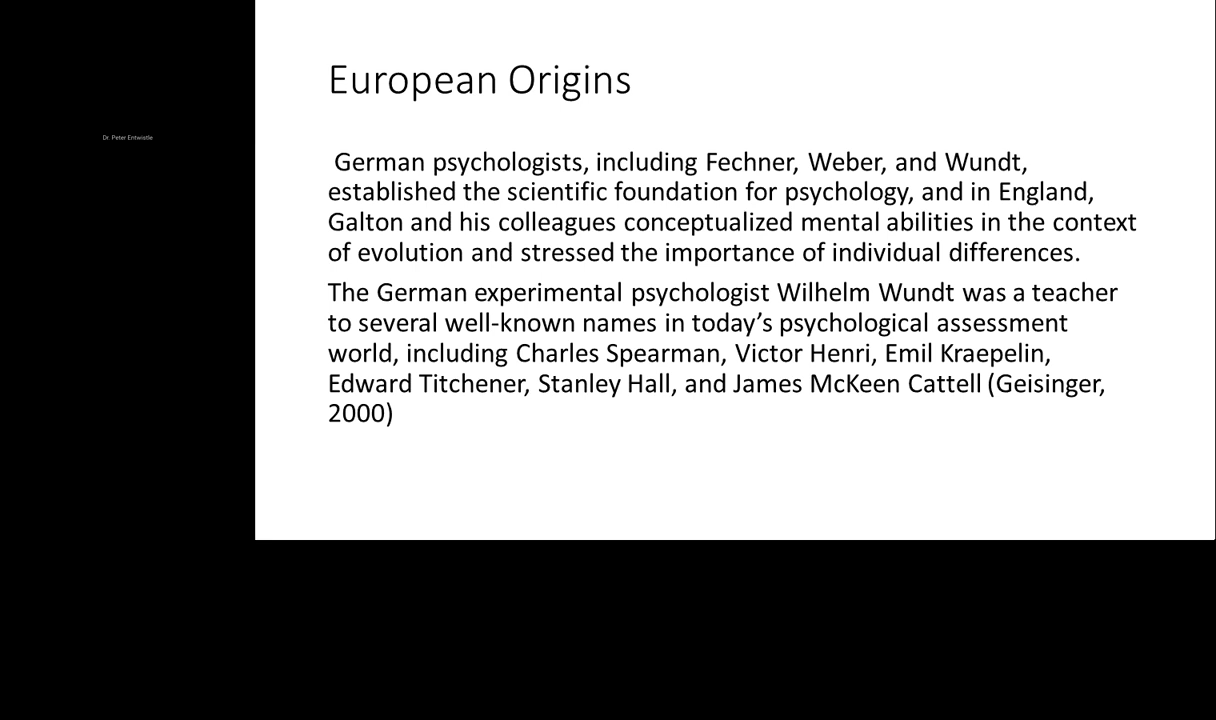 European Origins
Dr. Peter Entwistle
German psychologists, including Fechner, Weber, and Wundt,
established the scientific foundation for psychology, and in England,
Galton and his colleagues conceptualized mental abilities in the context
of evolution and stressed the importance of individual differences.
The German experimental psychologist Wilhelm Wundt was a teacher
to several well-known names in today’s psychological assessment
world, including Charles Spearman, Victor Henri, Emil Kraepelin,
Edward Titchener, Stanley Hall, and James McKeen Cattell (Geisinger,
2000)